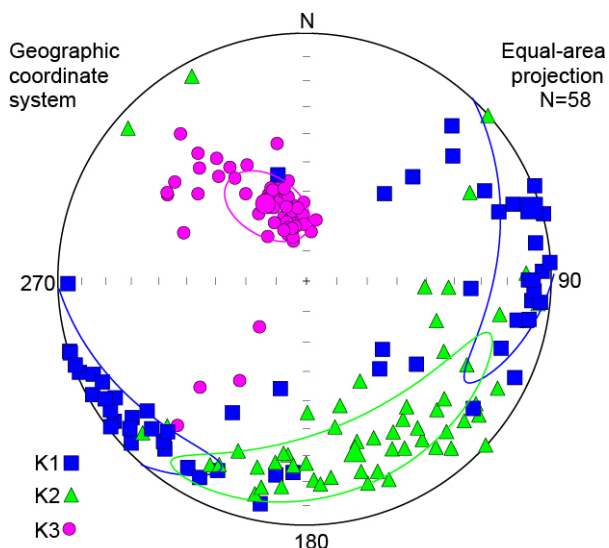 N
Geographic
coordinate
system
Equal-area
projection
N=58
270
90
K1
K2
K3
180